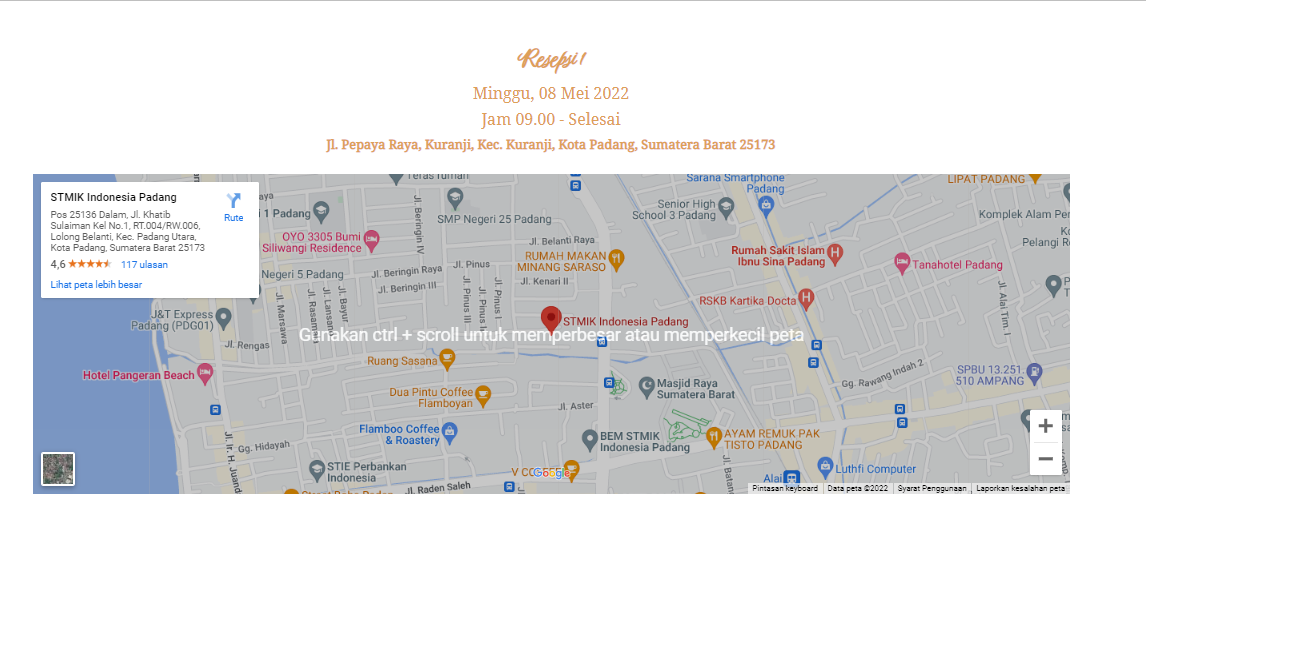 Resepsi
Minggu, 08 Mei 2022
Jam 09.00 - Selesai
Jl. Pepaya Raya, Kuranji, Kec. Kuranji, Kota Padang, Sumatera Barat 25173
STMIK Indonesia Padang
Pos 25136 Dalam, Jl. Khatib
Sulaiman Kel No.1, RT.004/RW.006,
Lolong Belanti, Kec. Padang Utara,
Kota Padang, Sumatera Barat 25173
4,6
117 ulasan
Lihat peta lebih besar
Rute
SMP Negeri 25 Padang
Sarana Smartphone
Padang
LIPAT PADANG
1 Padang
Senior High
School 3 Padang
Komplek Alam
Pelangi
OYO 3305 Bumi
Siliwangi Residence
Jl. Beringin IV
Jl. Belanti Raya
RUMAH MAKAN
MINANG SARASO
Rumah Sakit Islam
Ibnu Sina Padang
Tanahotel Padang
Negeri 5 Padang
Jl. Beringin Raya
Jl. Pinus
Jl. Beringin III
Jl. Kenari II
Jl. Marsawa
Jl. Lansano
Jl. Bayur
Jl. Pinus III
Jl. Pinus II
Jl. Pinus I
RSKB Kartika Docta
Jl. Alai Tim. I
J&T Express
Padang (PDG01)
STMIK Indonesia Padang
Gunakan ctrl + scroll untuk memperbesar atau memperkecil peta
Jl. Rengas
Ruang Sasana
Hotel Pangeran Beach
Dua Pintu Coffee
Flamboyan
Masjid Raya
Sumatera Barat
Gg. Rawang Indah 2
SPBU 13.251.
510 AMPANG
Jl. Aster
Flamboo Coffee
& Roastery
BEM STMIK
Indonesia Padang
AYAM REMUK PAK
TISTO PADANG
Jl. Ir. H. Juanda
Gg. Hidayah
STIE Perbankan
Indonesia
Google
Luthfi Computer
Alai
Jl. Raden Saleh
Pintasan keyboard
Data peta ©2022
Syarat Penggunaan
Laporkan kesalahan peta